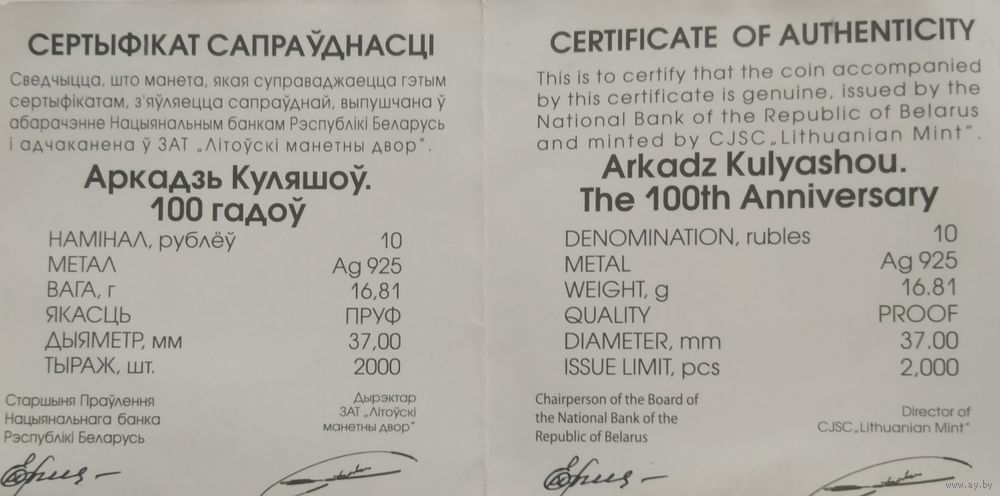 СЕРТЫФІКАТ САПРАЎДНАСЦІ
Сведчыцца, што манета, якая суправаджаецца гэтым
сертыфікатам, з'яўляецца сапраўднай, выпушчана ў
абарачэнне Нацыянальным банкам Рэспублікі Беларусь
і адчаканена ў ЗАТ „Літоўскі манетны двор".
Аркадзь Куляшоў.
100 гадоў
НАМІНАЛ, рублёў 10
МЕТАЛ Ag 925
ВАГА, г 16,81
ЯКАСЦЬ ПРУФ
ДЫЯМЕТР, мм 37,00
ТЫРАЖ, шт. 2000
Старшыня Праўлення
Нацыянальнага банка
Рэспублікі Беларусь
Дырэктар
ЗАТ „Літоўскі
манетны двор"
CERTIFICATE OF AUTHENTICITY
This is to certify that the coin accompanied
by this certificate is genuine, issued by the
National Bank of the Republic of Belarus
and minted by CJSC „Lithuanian Mint".
Arkadz Kulyashou.
The 100th Anniversary
DENOMINATION, rubles 10
METAL Ag 925
WEIGHT, g 16.81
QUALITY PROOF
DIAMETER, mm 37.00
ISSUE LIMIT, pcs 2,000
Chairperson of the Board of
the National Bank of the
Republic of Belarus
Director of
CJSC „Lithuanian Mint"
www.ay.by